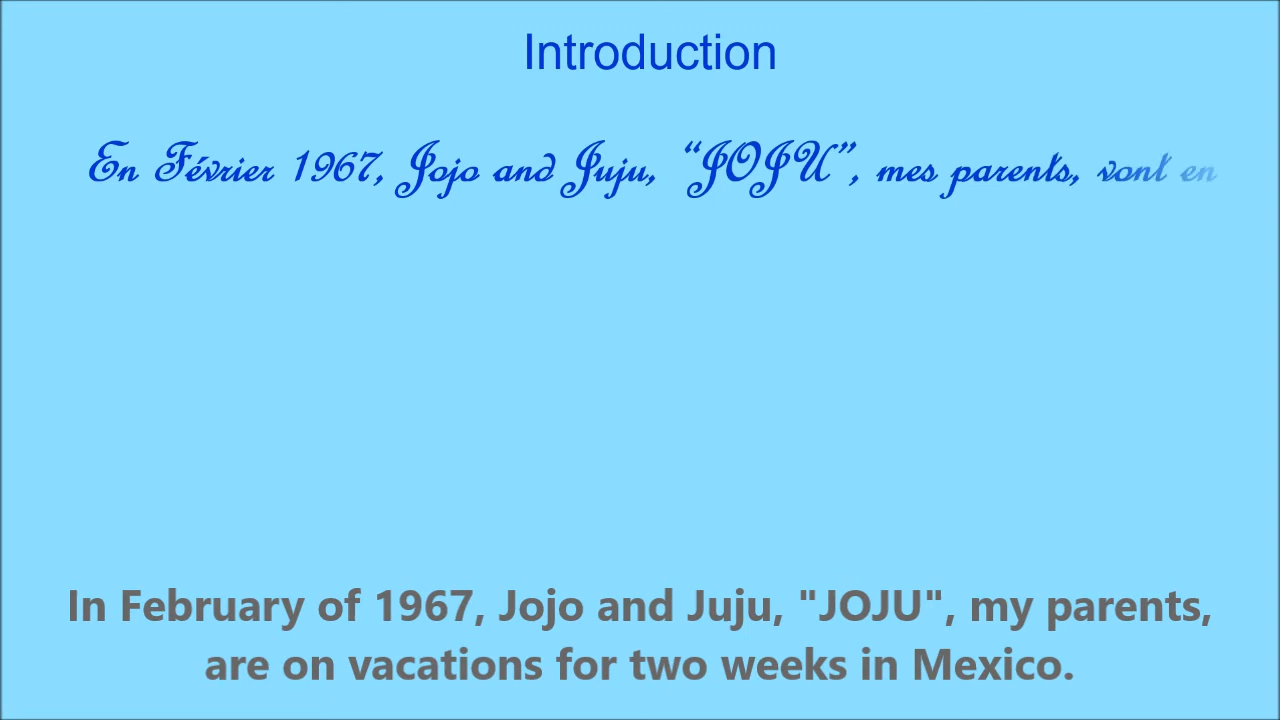 Introduction
En Février 1967, Jojo and Juju, “JOJU”, mes parents, vont en
In February of 1967, Jojo and Juju, "JOJU", my parents,
are on vacations for two weeks in Mexico.